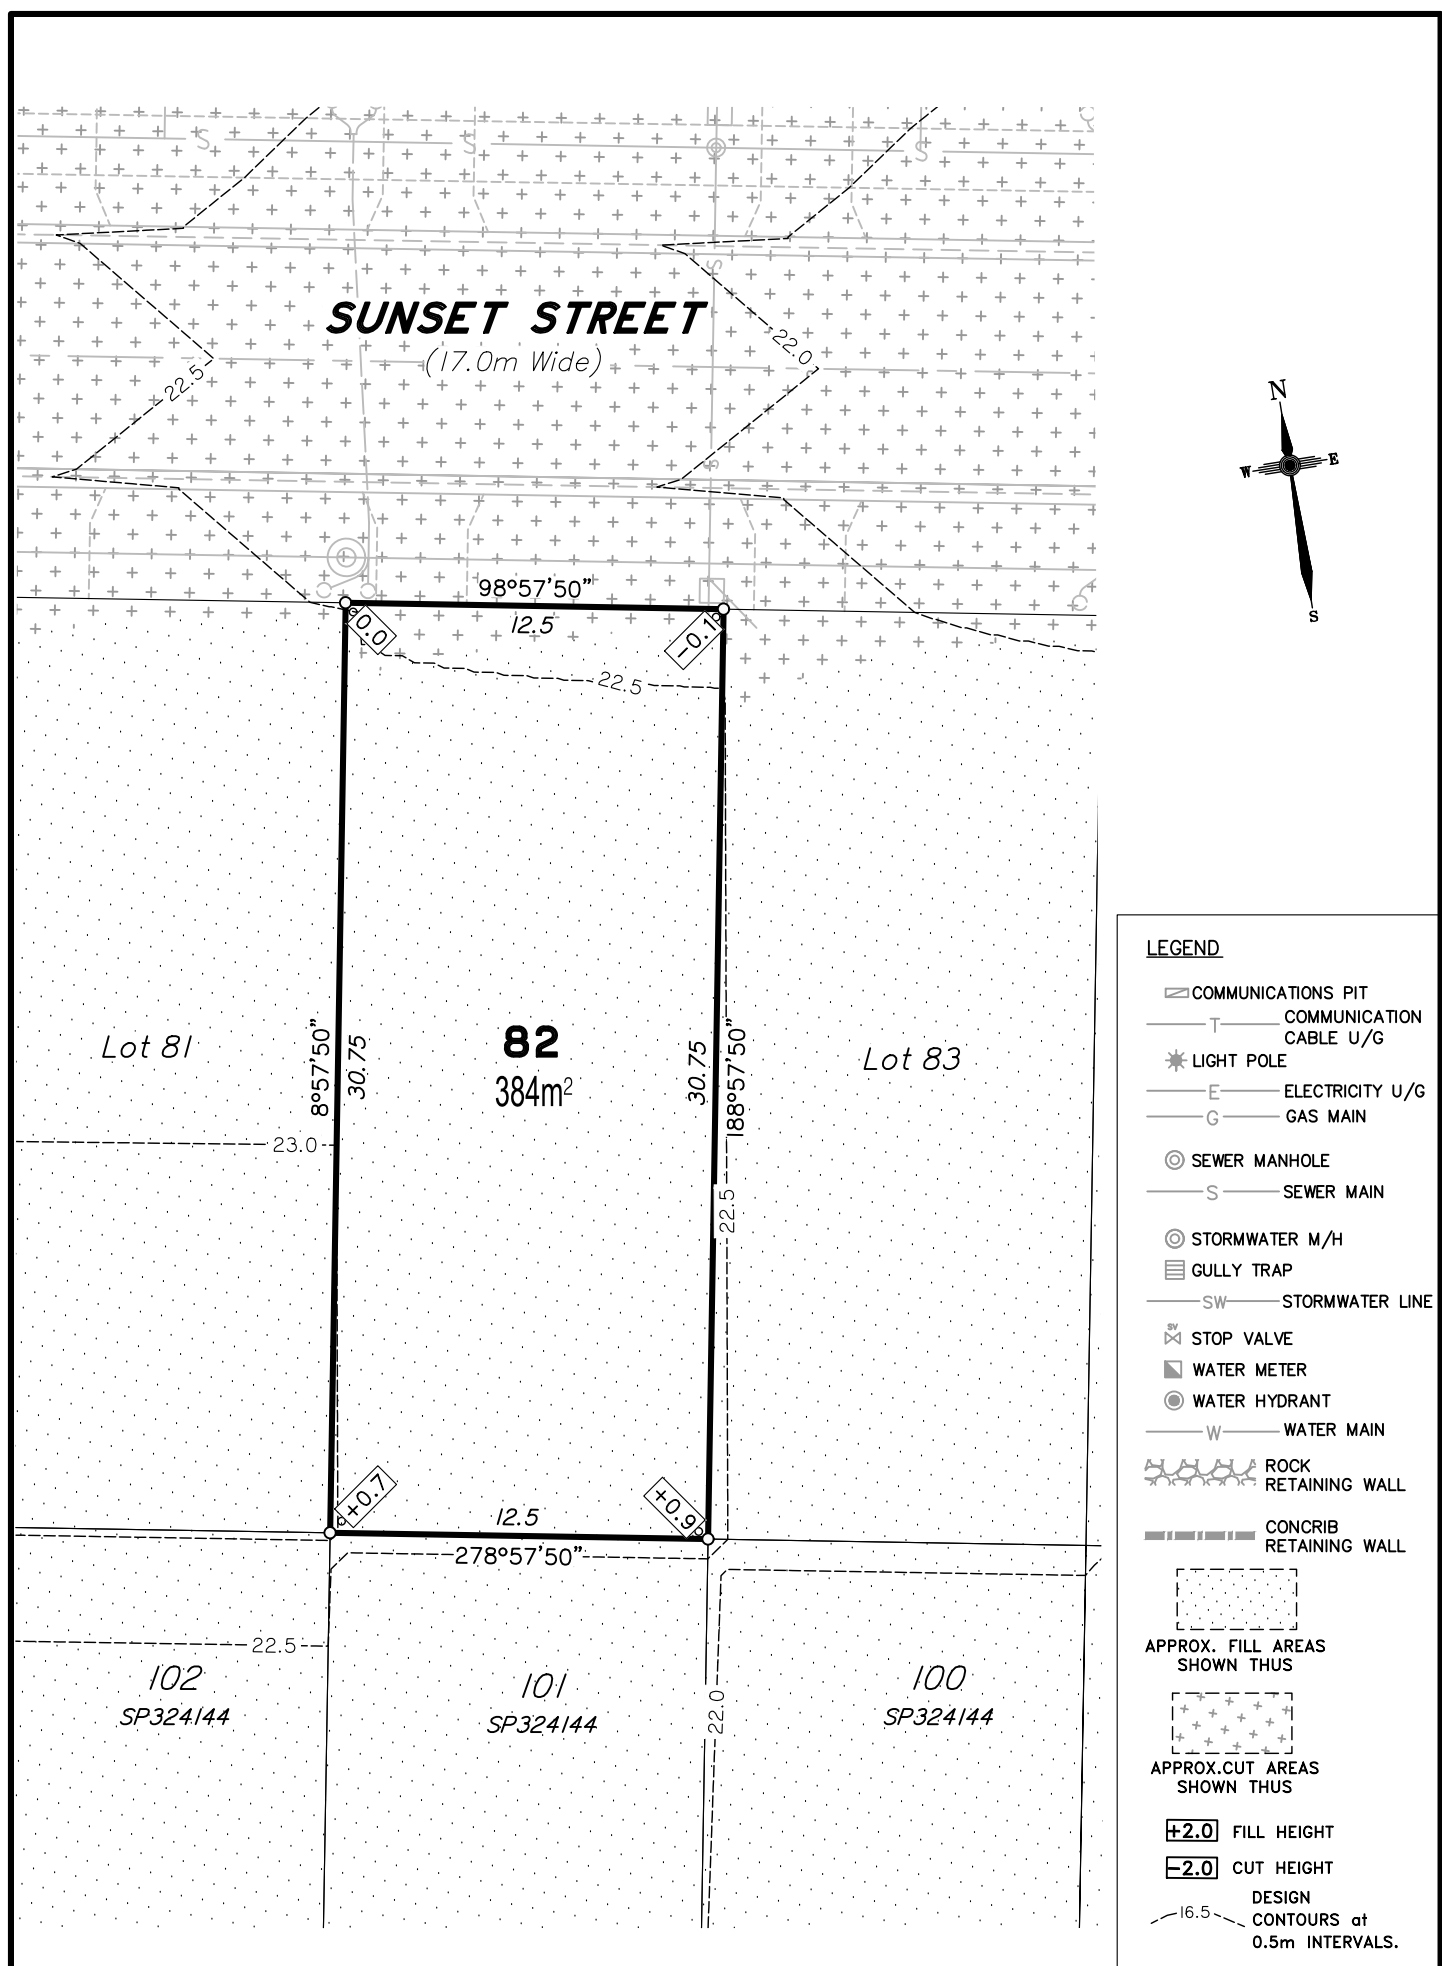 SUNSET STREET
(17.0m Wide)
22.5
22.0
S
S
S
S
S
N
W
E
S
98°57'50"
12.5
0.0
-0.1
22.5
Lot 81
8°57'50"
30.75
82
384m²
30.75
188°57'50"
Lot 83
23.0
22.5
+0.7
12.5
+0.9
278°57'50"
22.5
102
SP324144
101
SP324144
22.0
100
SP324144
LEGEND
COMMUNICATIONS PIT
T
COMMUNICATION
CABLE U/G
LIGHT POLE
E ELECTRICITY U/G
G GAS MAIN
SEWER MANHOLE
S SEWER MAIN
STORMWATER M/H
GULLY TRAP
SW STORMWATER LINE
SV
STOP VALVE
WATER METER
WATER HYDRANT
W WATER MAIN
ROCK
RETAINING WALL
CONCRIB
RETAINING WALL
APPROX. FILL AREAS
SHOWN THUS
APPROX.CUT AREAS
SHOWN THUS
+2.0 FILL HEIGHT
-2.0 CUT HEIGHT
16.5
DESIGN
CONTOURS at
0.5m INTERVALS.